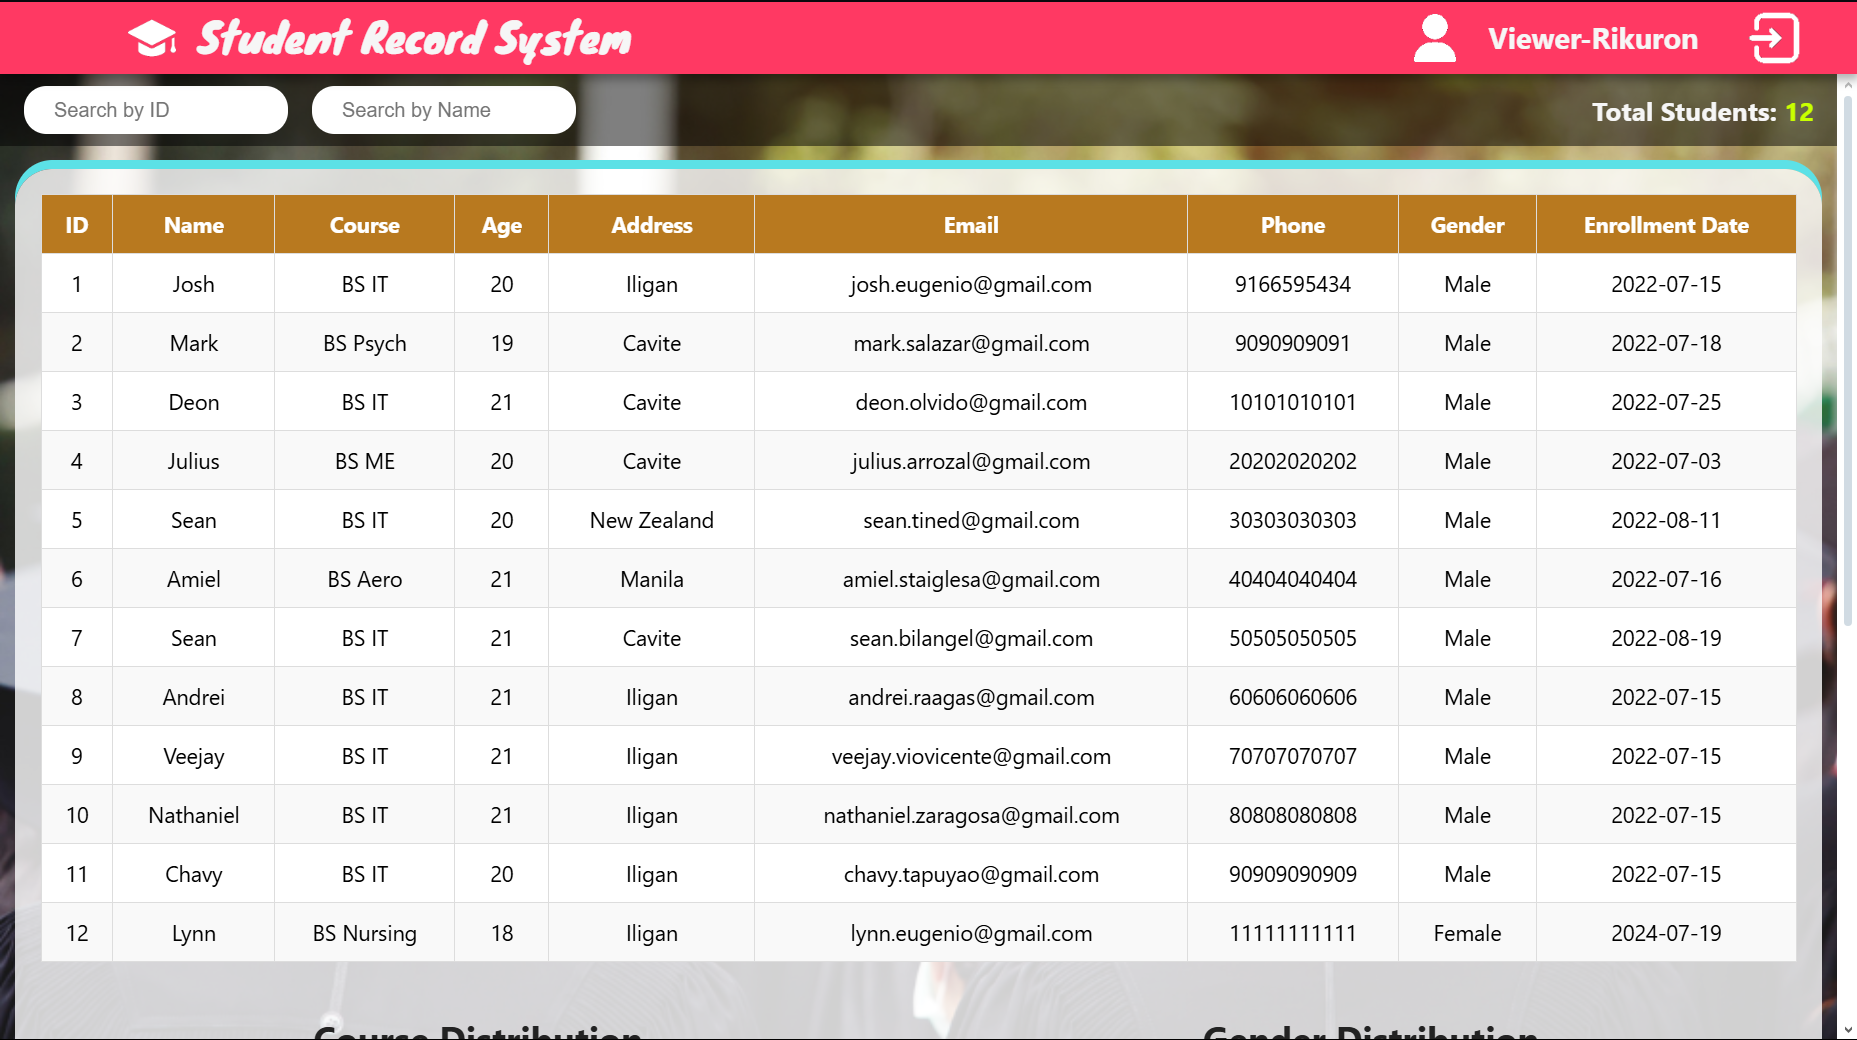 Student Record System
Viewer-Rikuron
Search by ID
Search by Name
Total Students: 12
ID Name Course Age Address Email Phone Gender Enrollment Date
1 Josh BS IT 20 Iligan josh.eugenio@gmail.com 9166595434 Male 2022-07-15
2 Mark BS Psych 19 Cavite mark.salazar@gmail.com 9090909091 Male 2022-07-18
3 Deon BS IT 21 Cavite deon.olvido@gmail.com 10101010101 Male 2022-07-25
4 Julius BS ME 20 Cavite julius.arrozal@gmail.com 20202020202 Male 2022-07-03
5 Sean BS IT 20 New Zealand sean.tined@gmail.com 30303030303 Male 2022-08-11
6 Amiel BS Aero 21 Manila amiel.staiglesa@gmail.com 40404040404 Male 2022-07-16
7 Sean BS IT 21 Cavite sean.bilangel@gmail.com 50505050505 Male 2022-08-19
8 Andrei BS IT 21 Iligan andrei.raagas@gmail.com 60606060606 Male 2022-07-15
9 Veejay BS IT 21 Iligan veejay.viovicente@gmail.com 70707070707 Male 2022-07-15
10 Nathaniel BS IT 21 Iligan nathaniel.zaragosa@gmail.com 80808080808 Male 2022-07-15
11 Chavy BS IT 20 Iligan chavy.tapuyao@gmail.com 90909090909 Male 2022-07-15
12 Lynn BS Nursing 18 Iligan lynn.eugenio@gmail.com 11111111111 Female 2024-07-19
Course Distribution
Gender Distribution